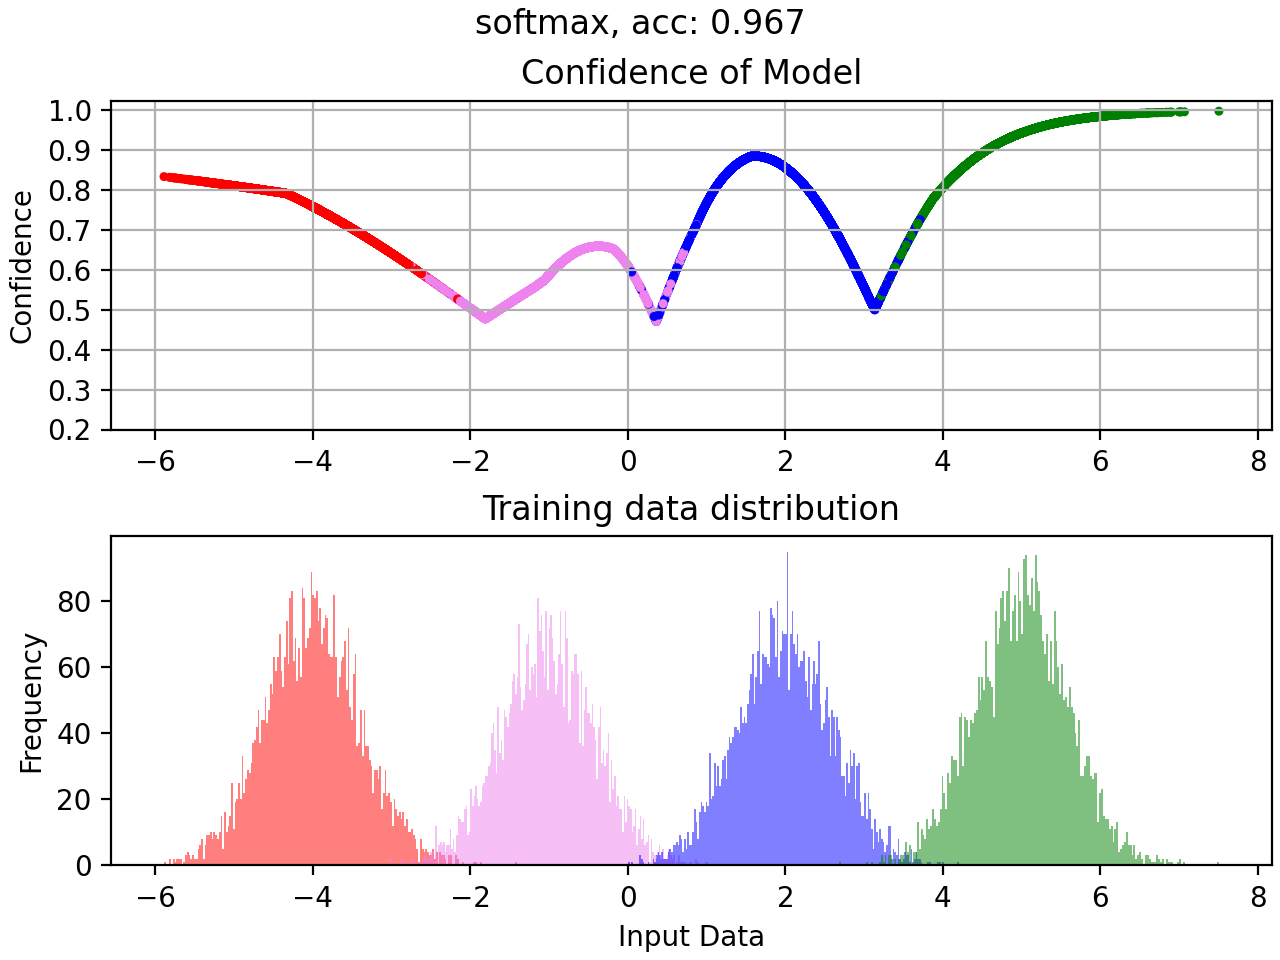 softmax, acc: 0.967
Confidence of Model
Confidence
1.0
0.9
0.8
0.7
0.6
0.5
0.4
0.3
0.2
−6 −4 −2 0 2 4 6 8
Training data distribution
Frequency
80
60
40
20
0
−6 −4 −2 0 2 4 6 8
Input Data